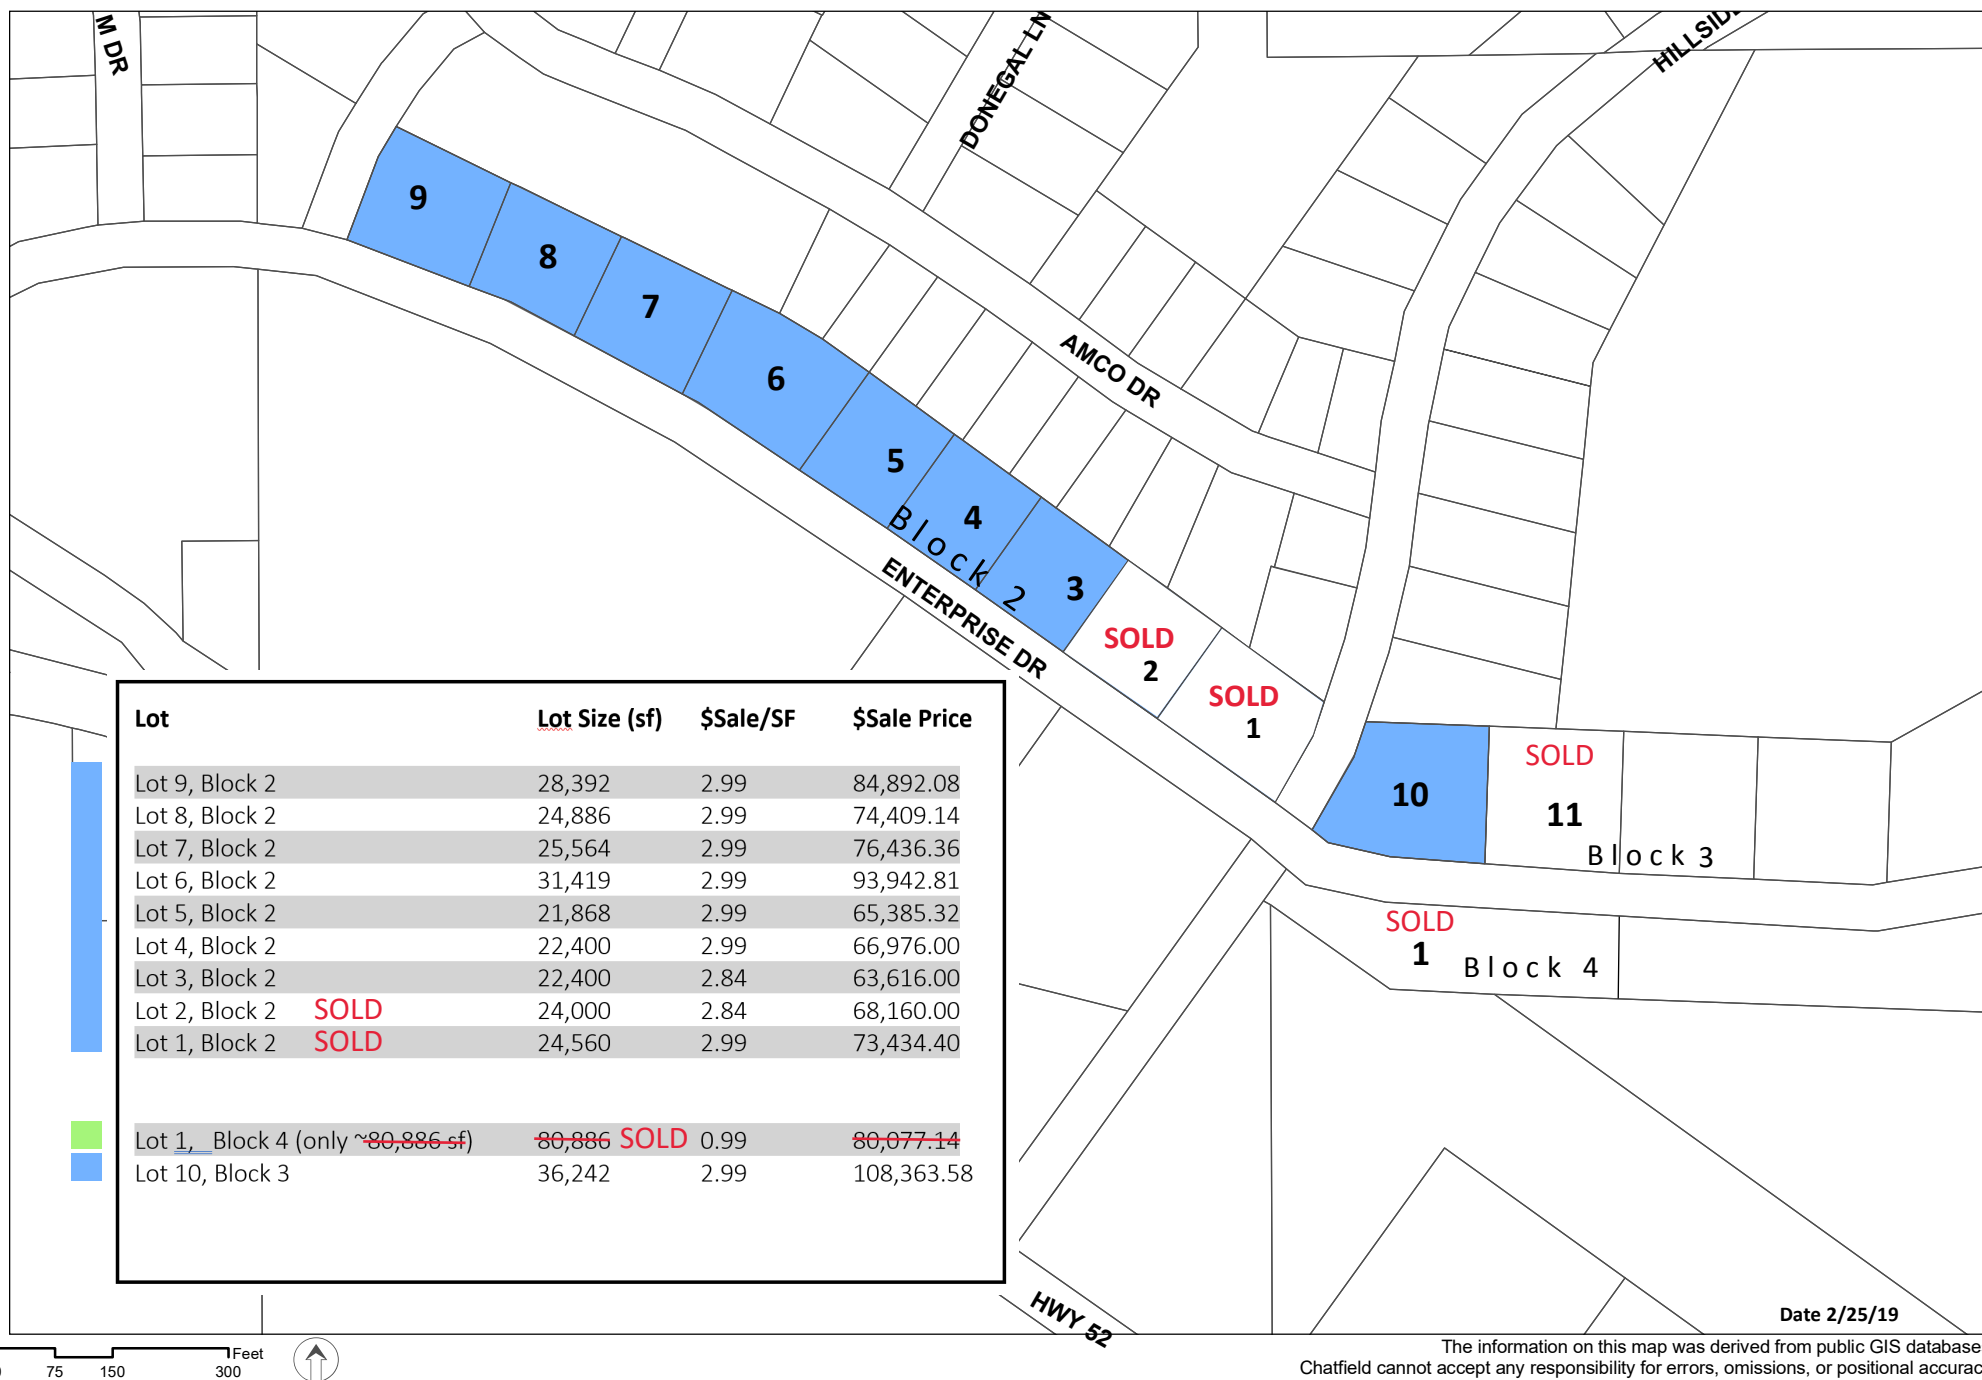 M DR
DONEGAL LN
9
8
7
6
5
4
3
AMCO DR
Block 2
ENTERPRISE DR
SOLD
2
SOLD
1
10
SOLD
11
Block 3
SOLD
1 Block 4
Lot Lot Size (sf) $Sale/SF $Sale Price
Lot 9, Block 2 28,392 2.99 84,892.08
Lot 8, Block 2 24,886 2.99 74,409.14
Lot 7, Block 2 25,564 2.99 76,436.36
Lot 6, Block 2 31,419 2.99 93,942.81
Lot 5, Block 2 21,868 2.99 65,385.32
Lot 4, Block 2 22,400 2.99 66,976.00
Lot 3, Block 2 22,400 2.84 63,616.00
Lot 2, Block 2 SOLD 24,000 2.84 68,160.00
Lot 1, Block 2 SOLD 24,560 2.99 73,434.40
Lot 1, Block 4 (only ~80,886 sf) 80,886 SOLD 0.99 80,077.14
Lot 10, Block 3 36,242 2.99 108,363.58
HWY 52
Date 2/25/19
75 150 300 Feet
The information on this map was derived from public GIS database
Chatfield cannot accept any responsibility for errors, omissions, or positional accurac